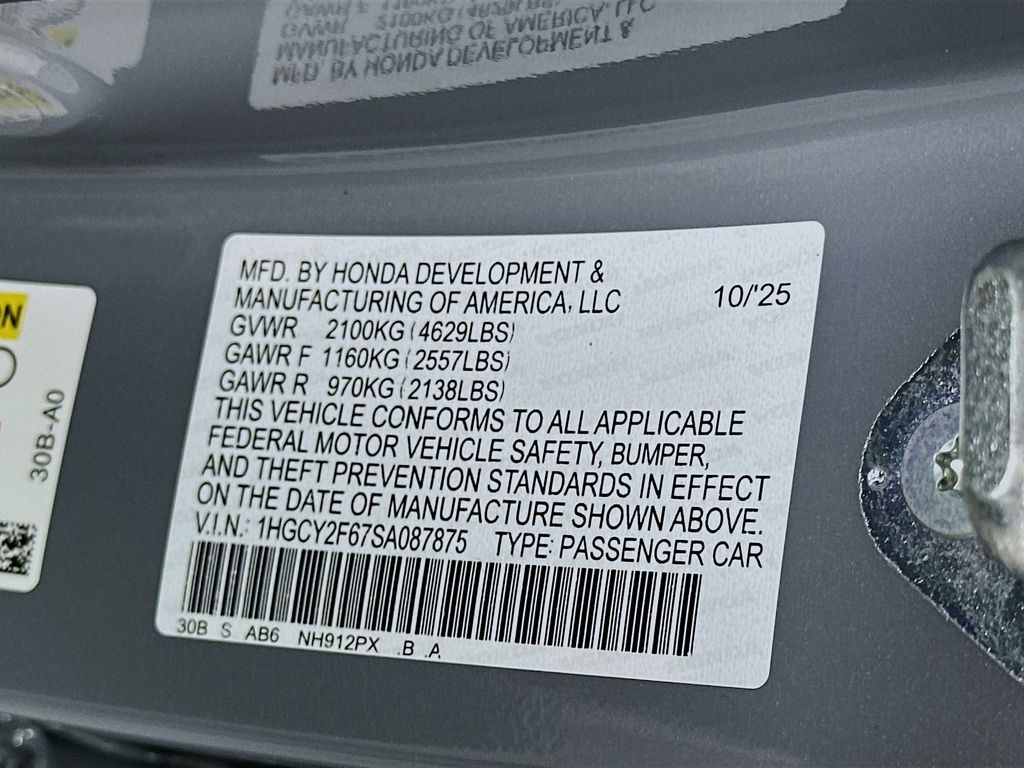 MANUFACTURING OF AMERICA, LLC
MFD. BY HONDA DEVELOPMENT &
MFD. BY HONDA DEVELOPMENT &
MANUFACTURING OF AMERICA, LLC 10/'25
GVWR 2100KG (4629LBS)
GAWR F 1160KG (2557LBS)
GAWR R 970KG (2138LBS)
THIS VEHICLE CONFORMS TO ALL APPLICABLE
FEDERAL MOTOR VEHICLE SAFETY, BUMPER,
AND THEFT PREVENTION STANDARDS IN EFFECT
ON THE DATE OF MANUFACTURE SHOWN ABOVE.
V.I.N.: 1HGCY2F67SA087875 TYPE: PASSENGER CAR
30B S AB6 NH912PX .B .A
30B-A0